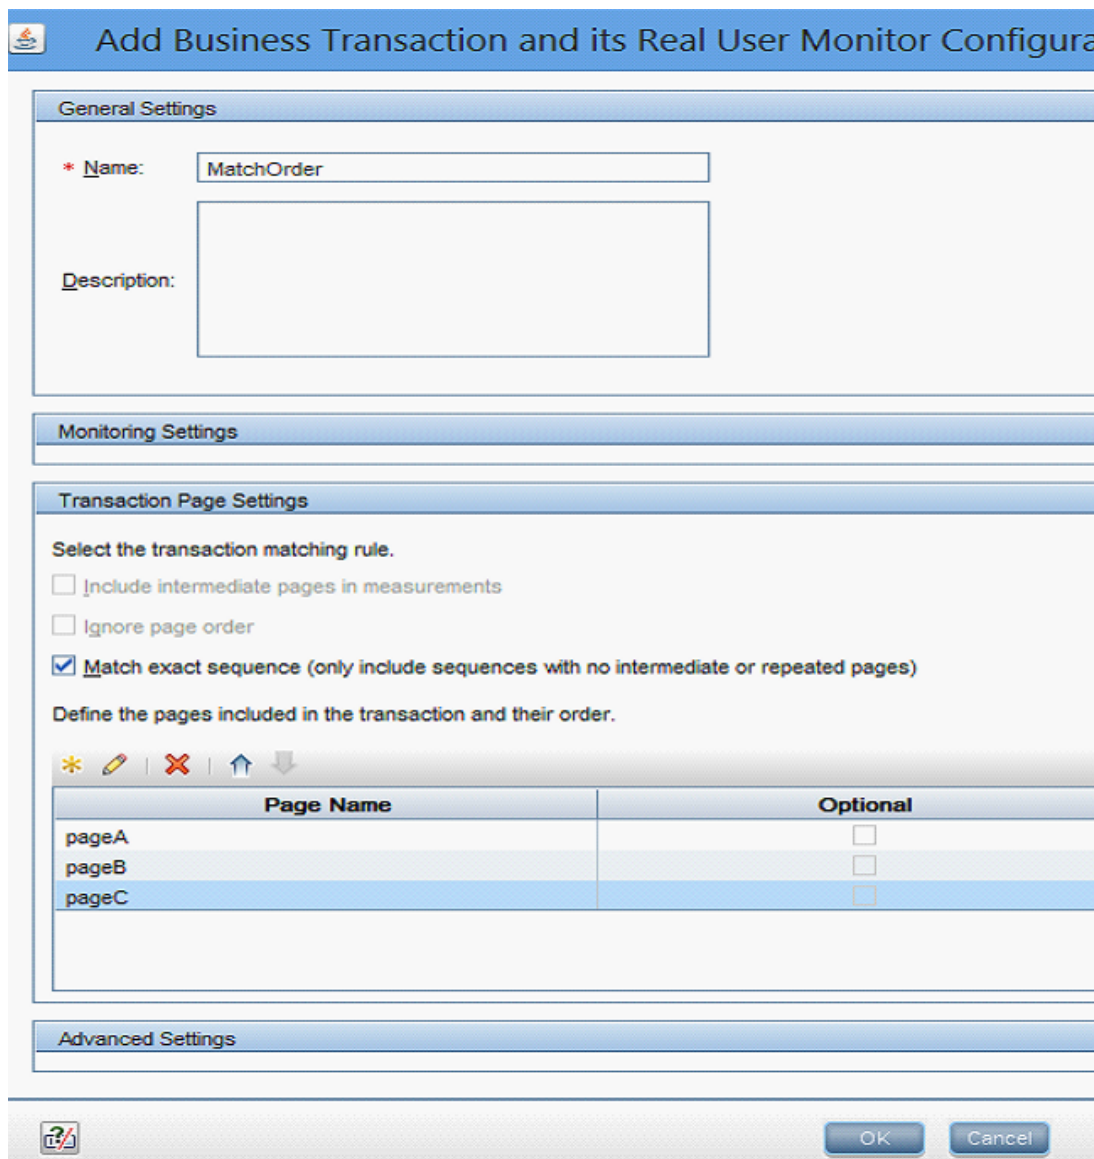 Add Business Transaction and its Real User Monitor Configura
General Settings
* Name: MatchOrder
Description:
Monitoring Settings
Transaction Page Settings
Select the transaction matching rule.
Include intermediate pages in measurements
Ignore page order
Match exact sequence (only include sequences with no intermediate or repeated pages)
Define the pages included in the transaction and their order.
Page Name Optional
pageA
pageB
pageC
Advanced Settings
OK Cancel